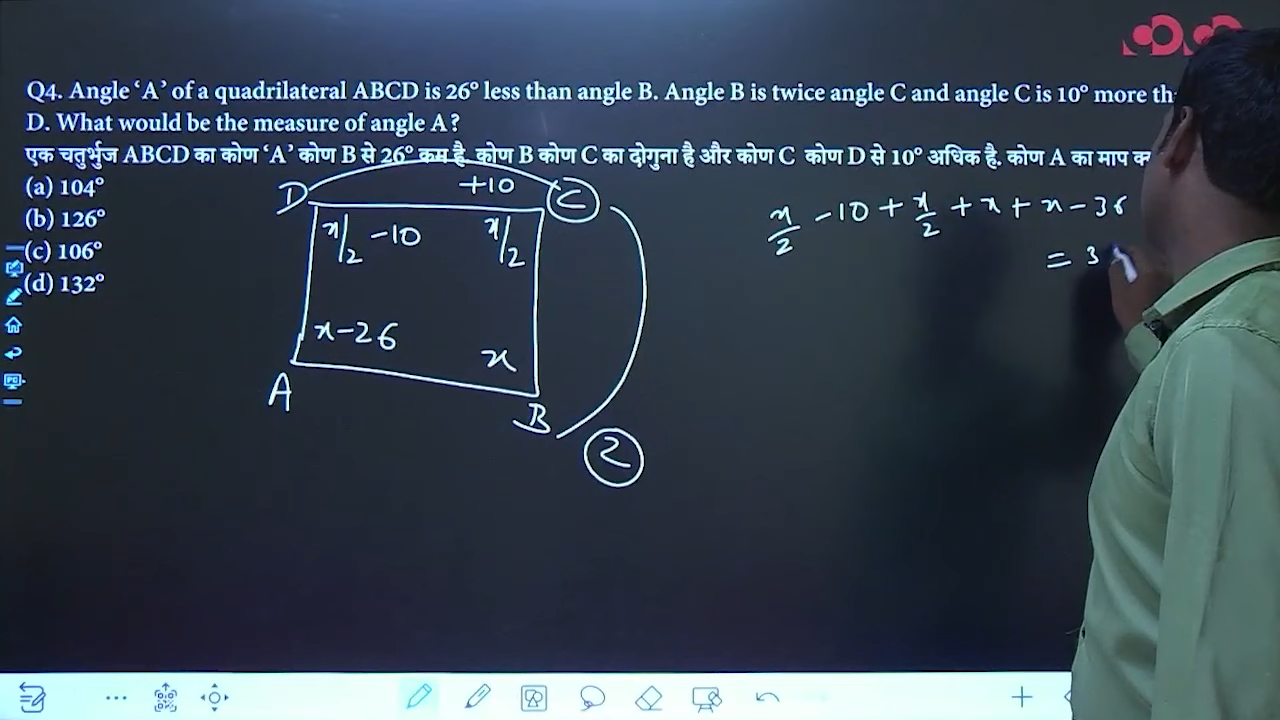 Q4. Angle ‘A’ of a quadrilateral ABCD is 26° less than angle B. Angle B is twice angle C and angle C is 10° more
D. What would be the measure of angle A?
एक चतुर्भुज ABCD का कोण ‘A’ कोण B से 26° कम है. कोण B कोण C का दोगुना है और कोण C कोण D से 10° अधिक है. कोण A का माप
(a) 104°
(b) 126°
(c) 106°
(d) 132°
D +10 C
x/2 -10 x/2
x-26 x
A B
2
x/2 - 10 + x/2 + x + x - 36
= 3